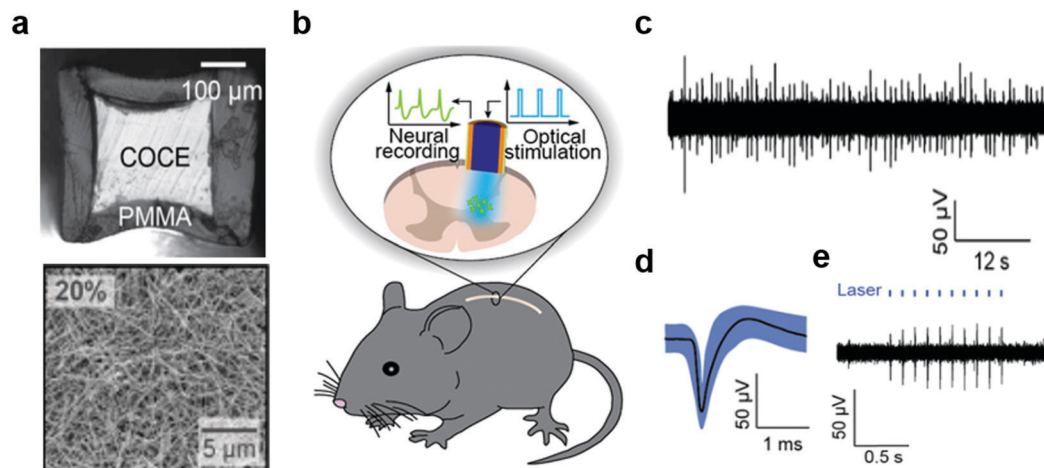 a
100 μm
COCE
PMMA
20%
5 μm
b
Neural
recording
Optical
stimulation
c
50 μV
12 s
d
50 μV
1 ms
e
Laser
50 μV
0.5 s